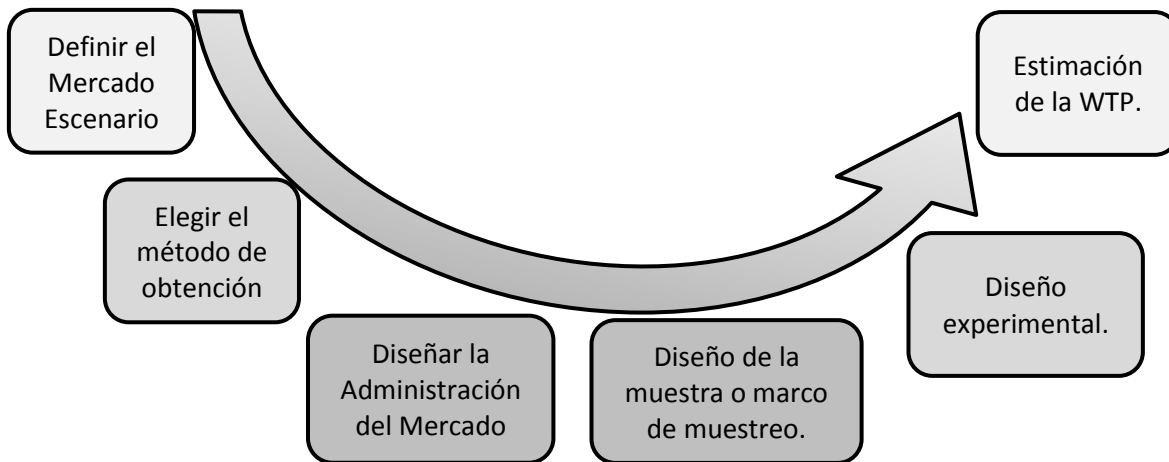 Definir el
Mercado
Escenario
Elegir el
método de
obtención
Diseñar la
Administración
del Mercado
Diseño de la
muestra o marco
de muestreo.
Diseño
experimental.
Estimación
de la WTP.